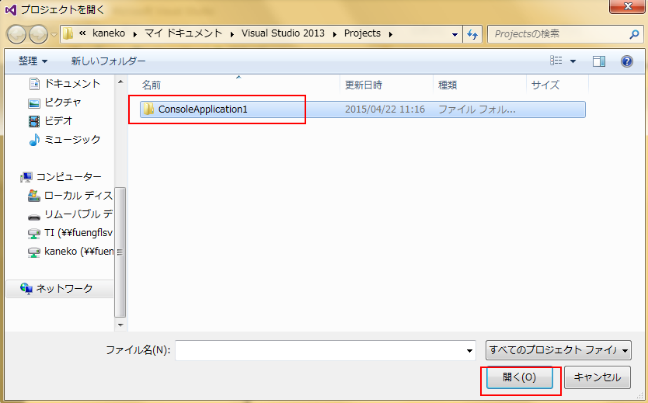 プロジェクトを開く
« kaneko ▸ マイ ドキュメント ▸ Visual Studio 2013 ▸ Projects ▸
Projectsの検索
整理 ▼ 新しいフォルダー
名前 更新日時 種類 サイズ
ドキュメント
ピクチャ
ビデオ
ミュージック
コンピューター
ローカル ディス
リムーバブル デ
TI (¥¥fuengflsv
kaneko (¥¥fuen
ネットワーク
ConsoleApplication1 2015/04/22 11:16 ファイル フォル...
ファイル名(N):
すべてのプロジェクト ファイル
開く(O) キャンセル